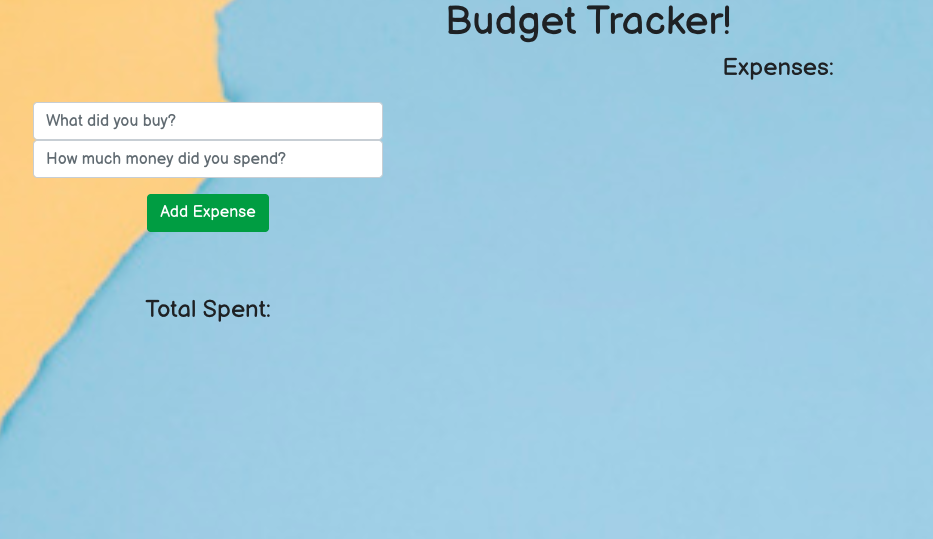 Budget Tracker!
Expenses:
What did you buy?
How much money did you spend?
Add Expense
Total Spent: